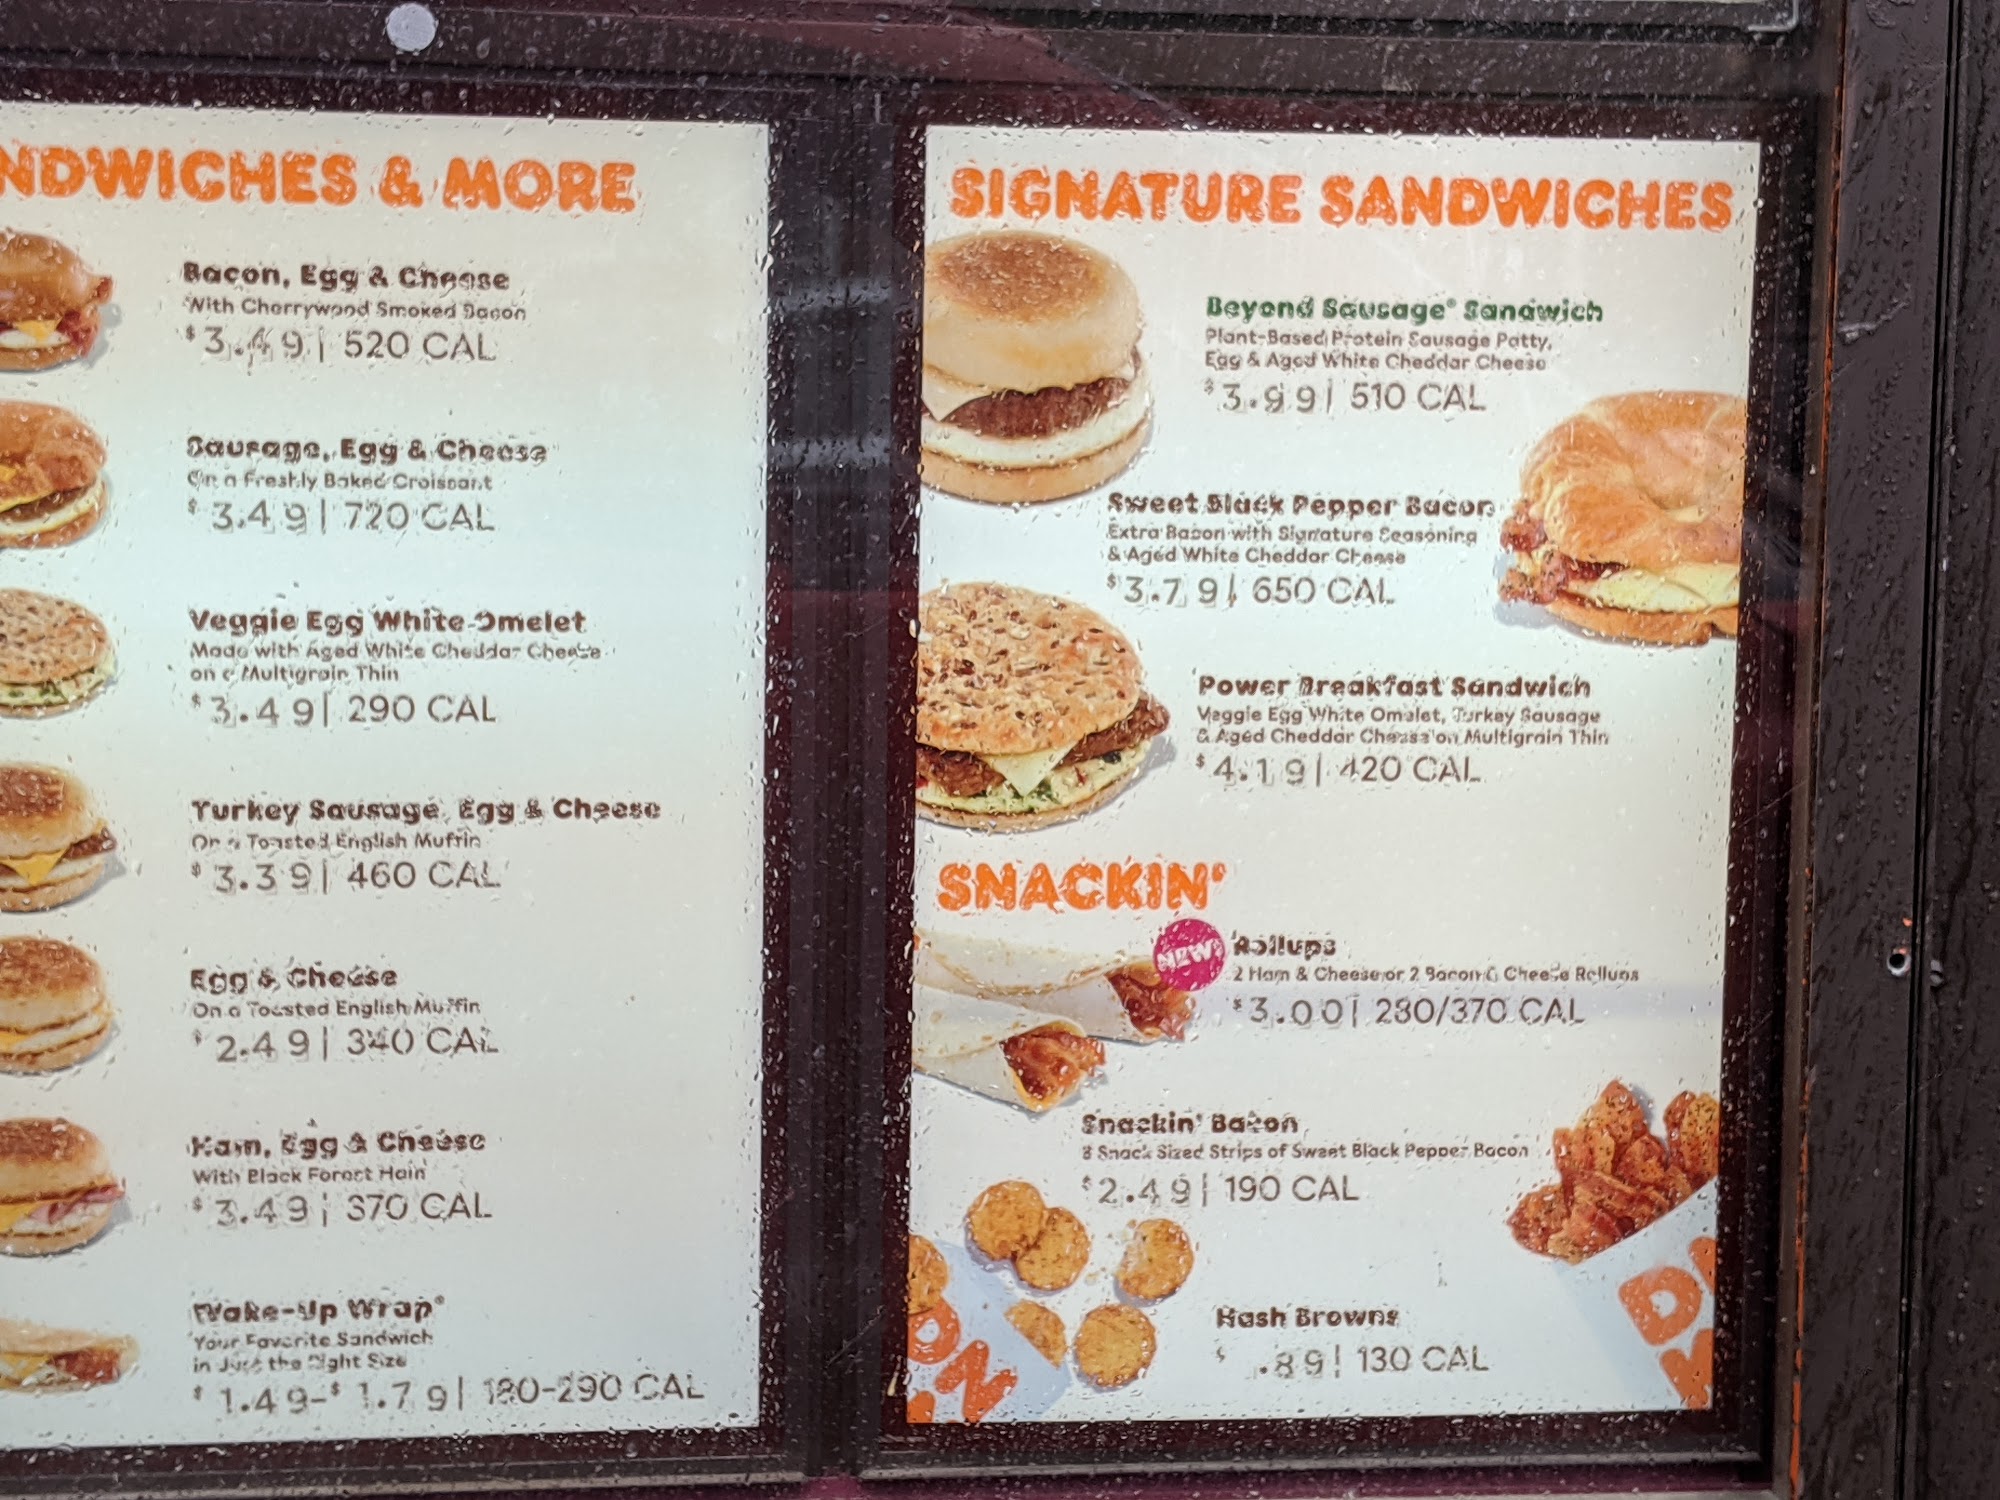 NDWICHES & MORE
Bacon, Egg & Cheese
With Cherrywood Smoked Bacon
$3.49 | 520 CAL
Sausage, Egg & Cheese
On a Freshly Baked Croissant
$3.49 | 720 CAL
Veggie Egg White Omelet
Made with Aged White Cheddar Cheese
on a Multigrain Thin
$3.49 | 290 CAL
Turkey Sausage, Egg & Cheese
On a Toasted English Muffin
$3.39 | 460 CAL
Egg & Cheese
On a Toasted English Muffin
$2.49 | 340 CAL
Ham, Egg & Cheese
With Black Forest Ham
$3.49 | 370 CAL
Wake-Up Wrap®
Your Favorite Sandwich
in Just the Right Size
$1.49-$1.79 | 180-290 CAL
SIGNATURE SANDWICHES
Beyond Sausage® Sandwich
Plant-Based Protein Sausage Patty,
Egg & Aged White Cheddar Cheese
$3.99 | 510 CAL
Sweet Black Pepper Bacon
Extra Bacon with Signature Seasoning
& Aged White Cheddar Cheese
$3.79 | 650 CAL
Power Breakfast Sandwich
Veggie Egg White Omelet, Turkey Sausage
& Aged Cheddar Cheese on Multigrain Thin
$4.19 | 420 CAL
SNACKIN'
NEW!
Rollups
2 Ham & Cheese or 2 Bacon & Cheese Rollups
$3.00 | 280/370 CAL
Snackin' Bacon
8 Snack Sized Strips of Sweet Black Pepper Bacon
$2.49 | 190 CAL
Hash Browns
$.89 | 130 CAL
DN
D